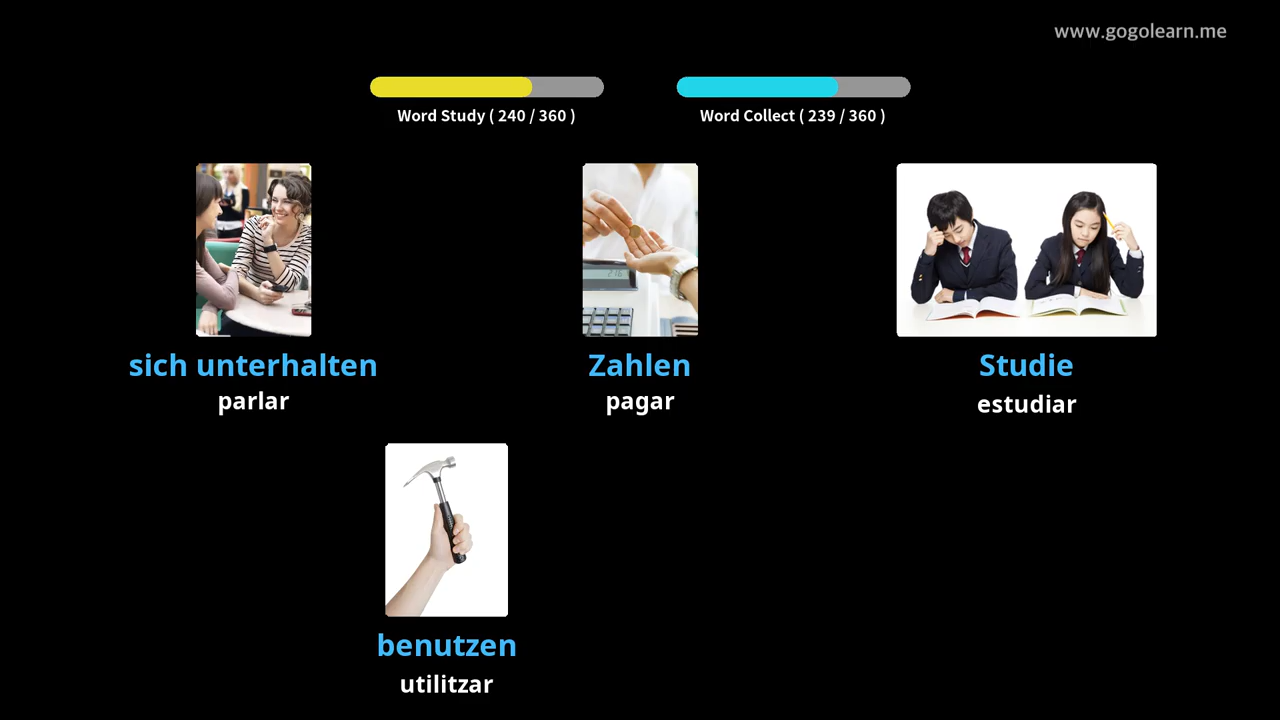 www.gogolearn.me
Word Study ( 240 / 360 )
Word Collect ( 239 / 360 )
sich unterhalten
parlar
Zahlen
pagar
Studie
estudiar
benutzen
utilitzar